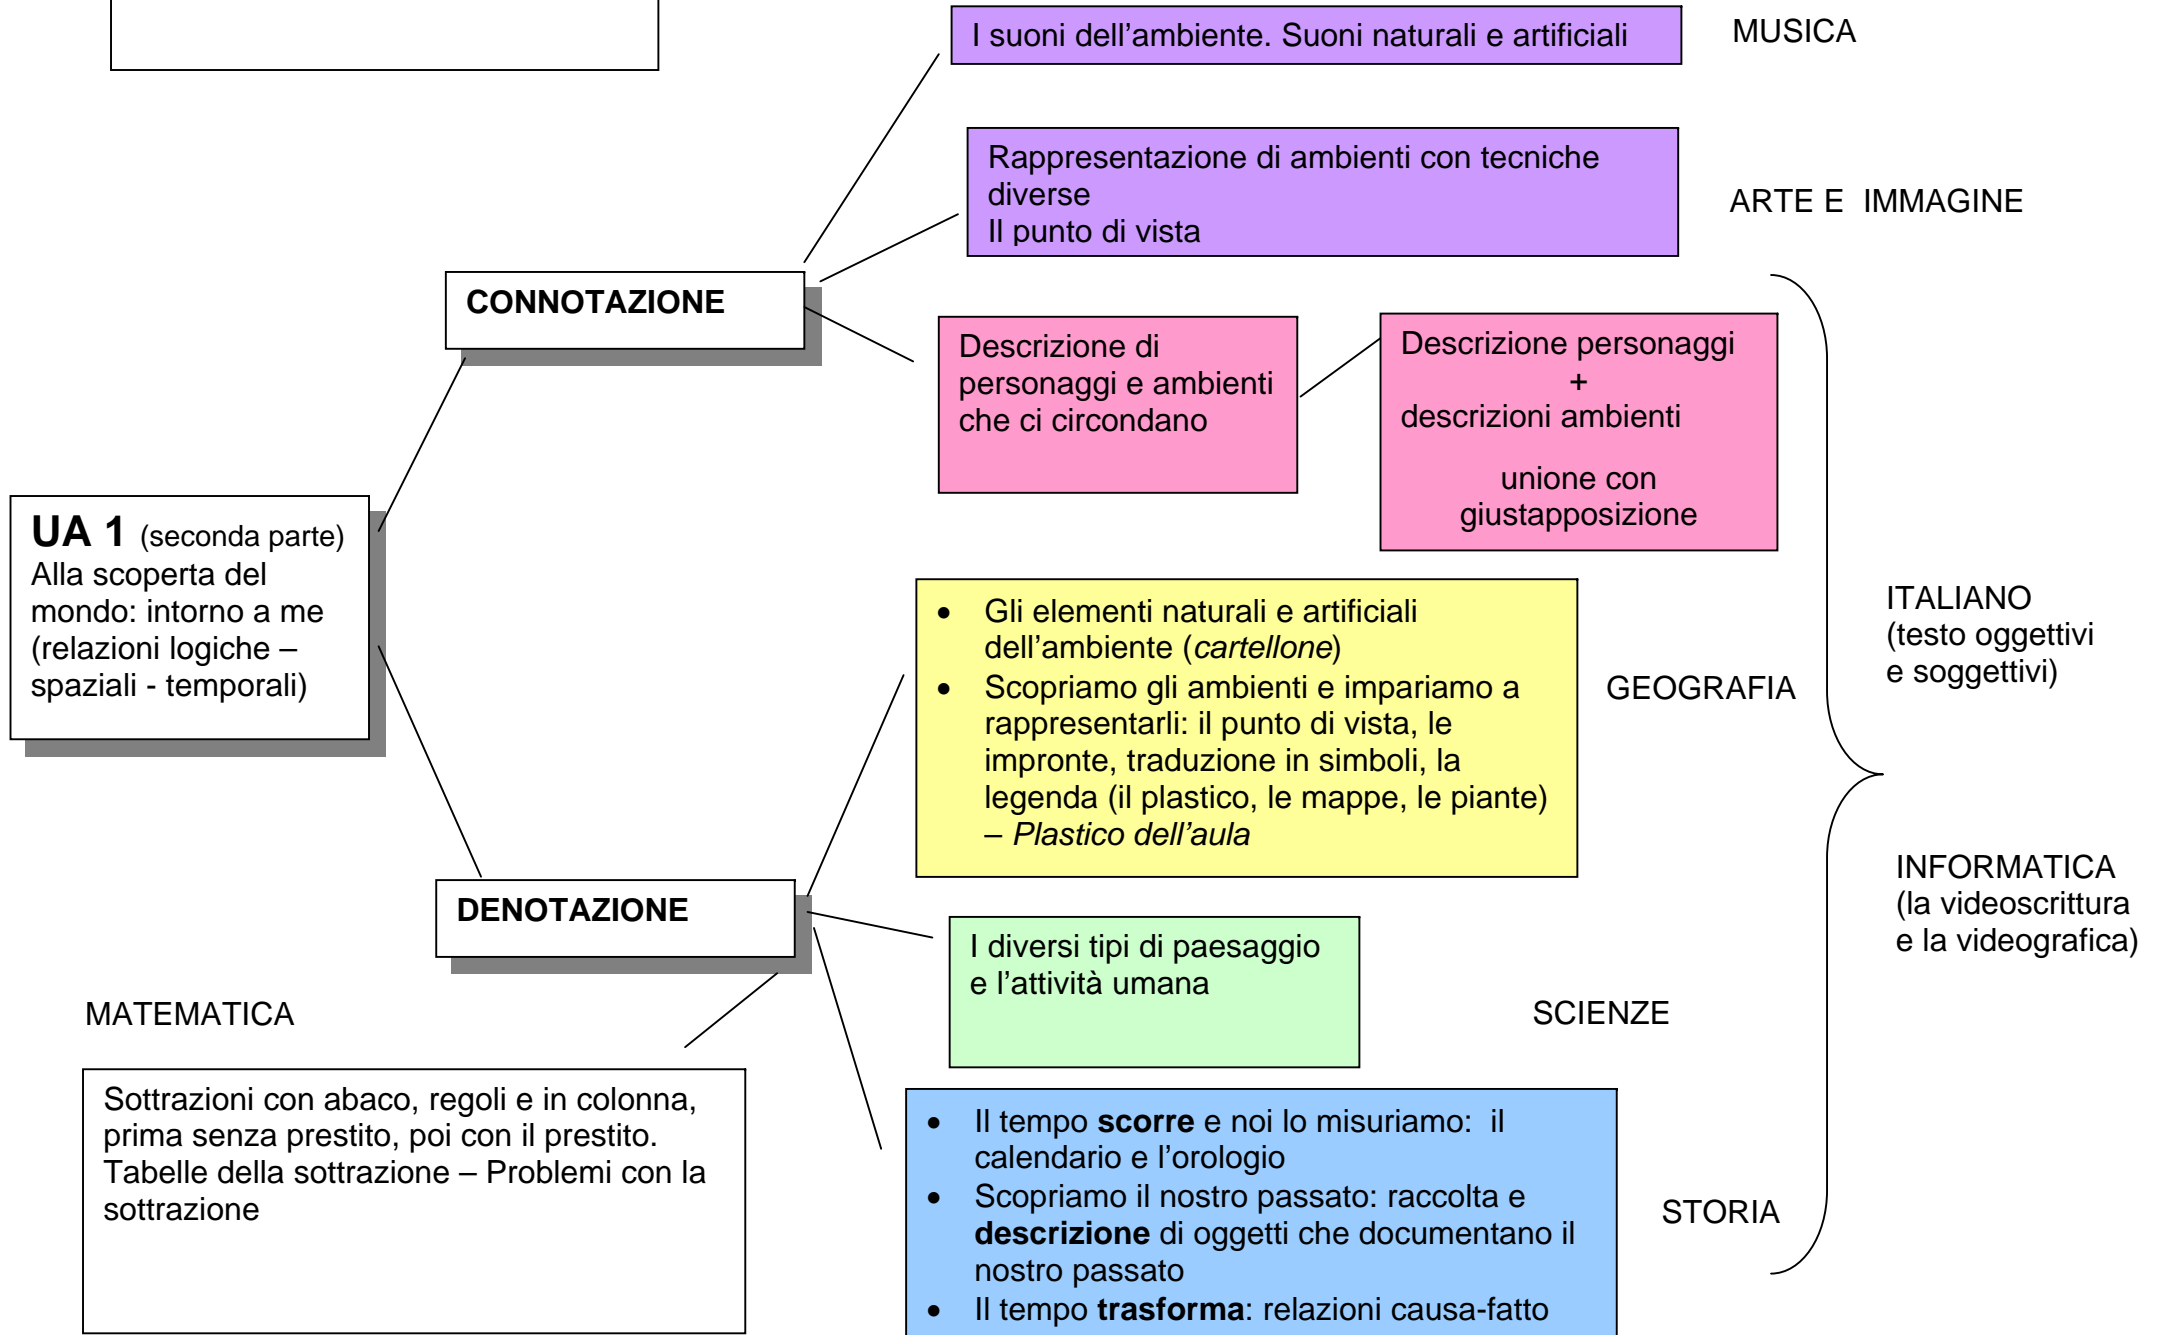 I suoni dell’ambiente. Suoni naturali e artificiali
MUSICA
Rappresentazione di ambienti con tecniche
diverse
Il punto di vista
ARTE E  IMMAGINE
CONNOTAZIONE
Descrizione di
personaggi e ambienti
che ci circondano
Descrizione personaggi
+
descrizioni ambienti
unione con
giustapposizione
UA 1 (seconda parte)
Alla scoperta del
mondo: intorno a me
(relazioni logiche –
spaziali - temporali)
• Gli elementi naturali e artificiali
dell’ambiente (cartellone)
• Scopriamo gli ambienti e impariamo a
rappresentarli: il punto di vista, le
impronte, traduzione in simboli, la
legenda (il plastico, le mappe, le piante)
– Plastico dell’aula
GEOGRAFIA
ITALIANO
(testo oggettivi
e soggettivi)
INFORMATICA
(la videoscrittura
e la videografica)
DENOTAZIONE
I diversi tipi di paesaggio
e l’attività umana
SCIENZE
MATEMATICA
Sottrazioni con abaco, regoli e in colonna,
prima senza prestito, poi con il prestito.
Tabelle della sottrazione – Problemi con la
sottrazione
• Il tempo scorre e noi lo misuriamo:  il
calendario e l’orologio
• Scopriamo il nostro passato: raccolta e
descrizione di oggetti che documentano il
nostro passato
• Il tempo trasforma: relazioni causa-fatto
STORIA